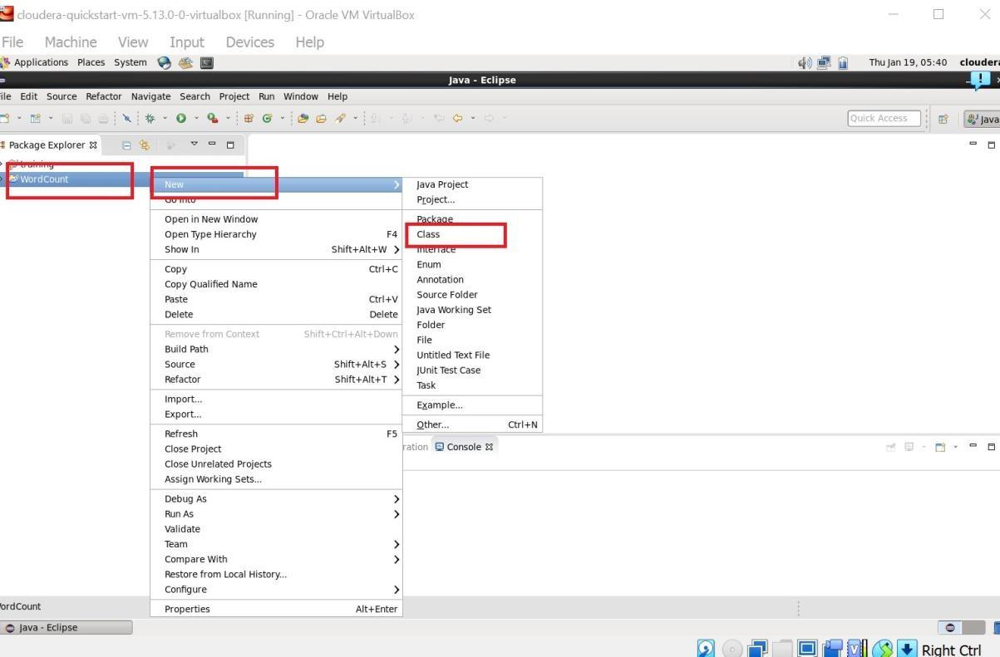 cloudera-quickstart-vm-5.13.0-0-virtualbox [Running] - Oracle VM VirtualBox
File Machine View Input Devices Help
Applications Places System Thu Jan 19, 05:40 cloudera
Java - Eclipse
ile Edit Source Refactor Navigate Search Project Run Window Help
Quick Access Java
Package Explorer
training
WordCount
New
Go Into
Open in New Window
Open Type Hierarchy F4
Show In Shift+Alt+W
Copy Ctrl+C
Copy Qualified Name
Paste Ctrl+V
Delete Delete
Remove from Context Shift+Ctrl+Alt+Down
Build Path
Source Shift+Alt+S
Refactor Shift+Alt+T
Import...
Export...
Refresh F5
Close Project
Close Unrelated Projects
Assign Working Sets...
Debug As
Run As
Validate
Team
Compare With
Restore from Local History...
Configure
Properties Alt+Enter
Java Project
Project...
Package
Class
Interface
Enum
Annotation
Source Folder
Java Working Set
Folder
File
Untitled Text File
JUnit Test Case
Task
Example...
Other... Ctrl+N
ration Console
WordCount
Java - Eclipse
Right Ctrl